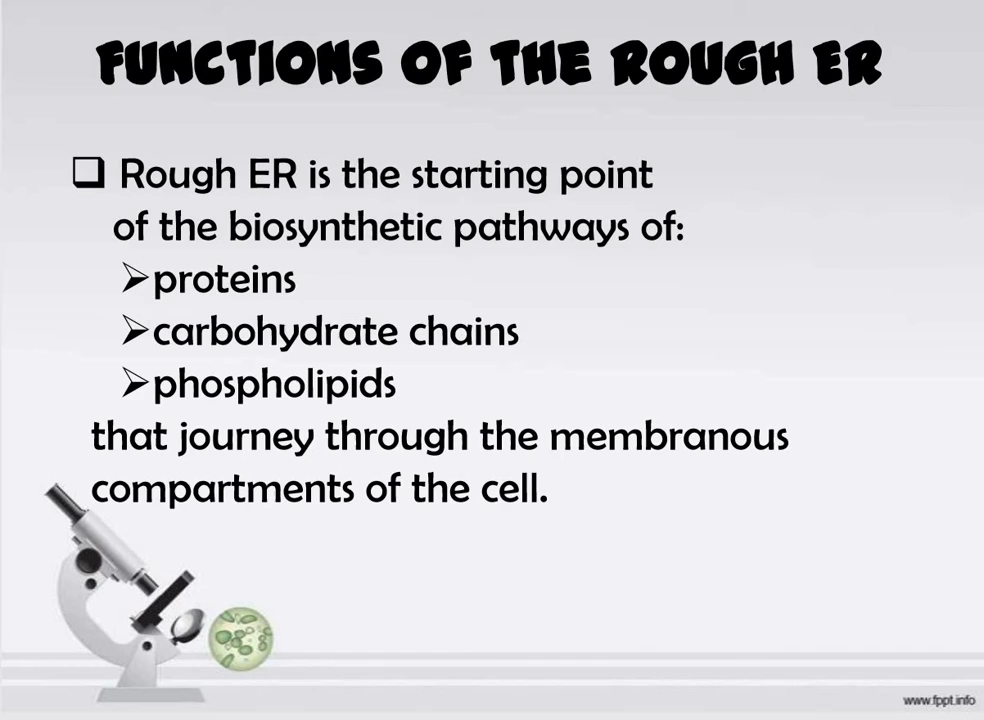 FUNCTIONS OF THE ROUGH ER
❑ Rough ER is the starting point
of the biosynthetic pathways of:
➢proteins
➢carbohydrate chains
➢phospholipids
that journey through the membranous
compartments of the cell.
www.fppt.info